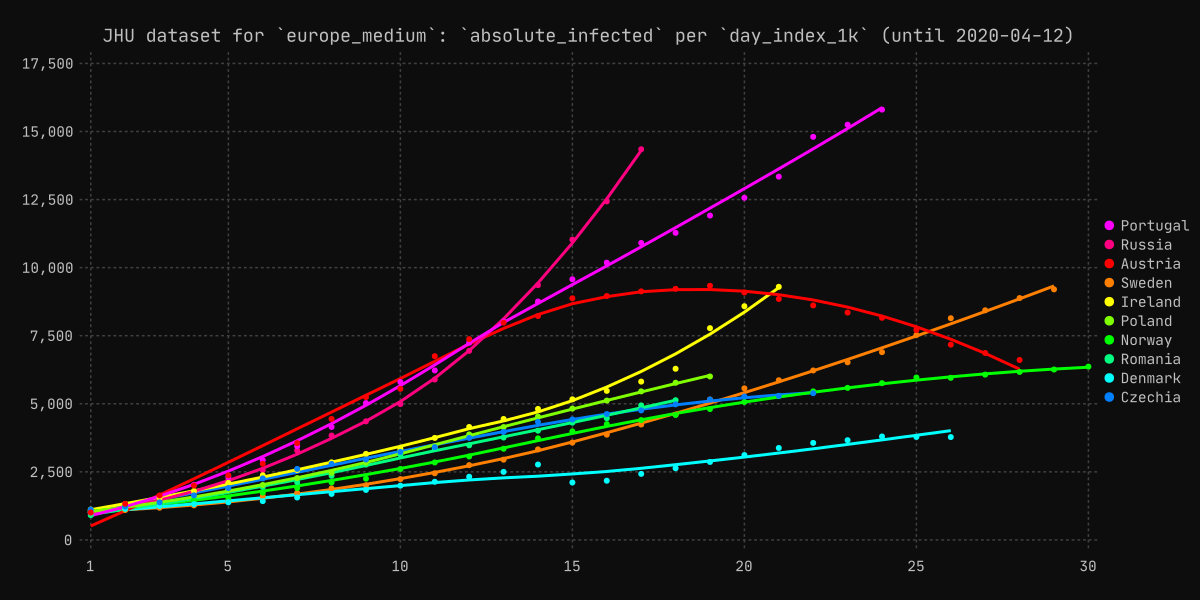 JHU dataset for `europe_medium`: `absolute_infected` per `day_index_1k` (until 2020-04-12)
17,500
15,000
12,500
10,000
7,500
5,000
2,500
0
1 5 10 15 20 25 30
Portugal
Russia
Austria
Sweden
Ireland
Poland
Norway
Romania
Denmark
Czechia